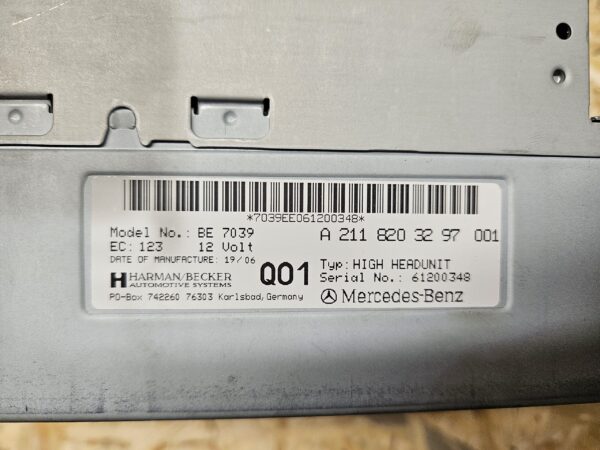 *7039EE061200348*
Model No.: BE 7039
A 211 820 32 97 001
EC: 123 12 Volt
DATE OF MANUFACTURE: 19/06
HARMAN/BECKER
AUTOMOTIVE SYSTEMS
PO-Box 742260 76303 Karlsbad, Germany
Q01
Typ: HIGH HEADUNIT
Serial No.: 61200348
Mercedes-Benz